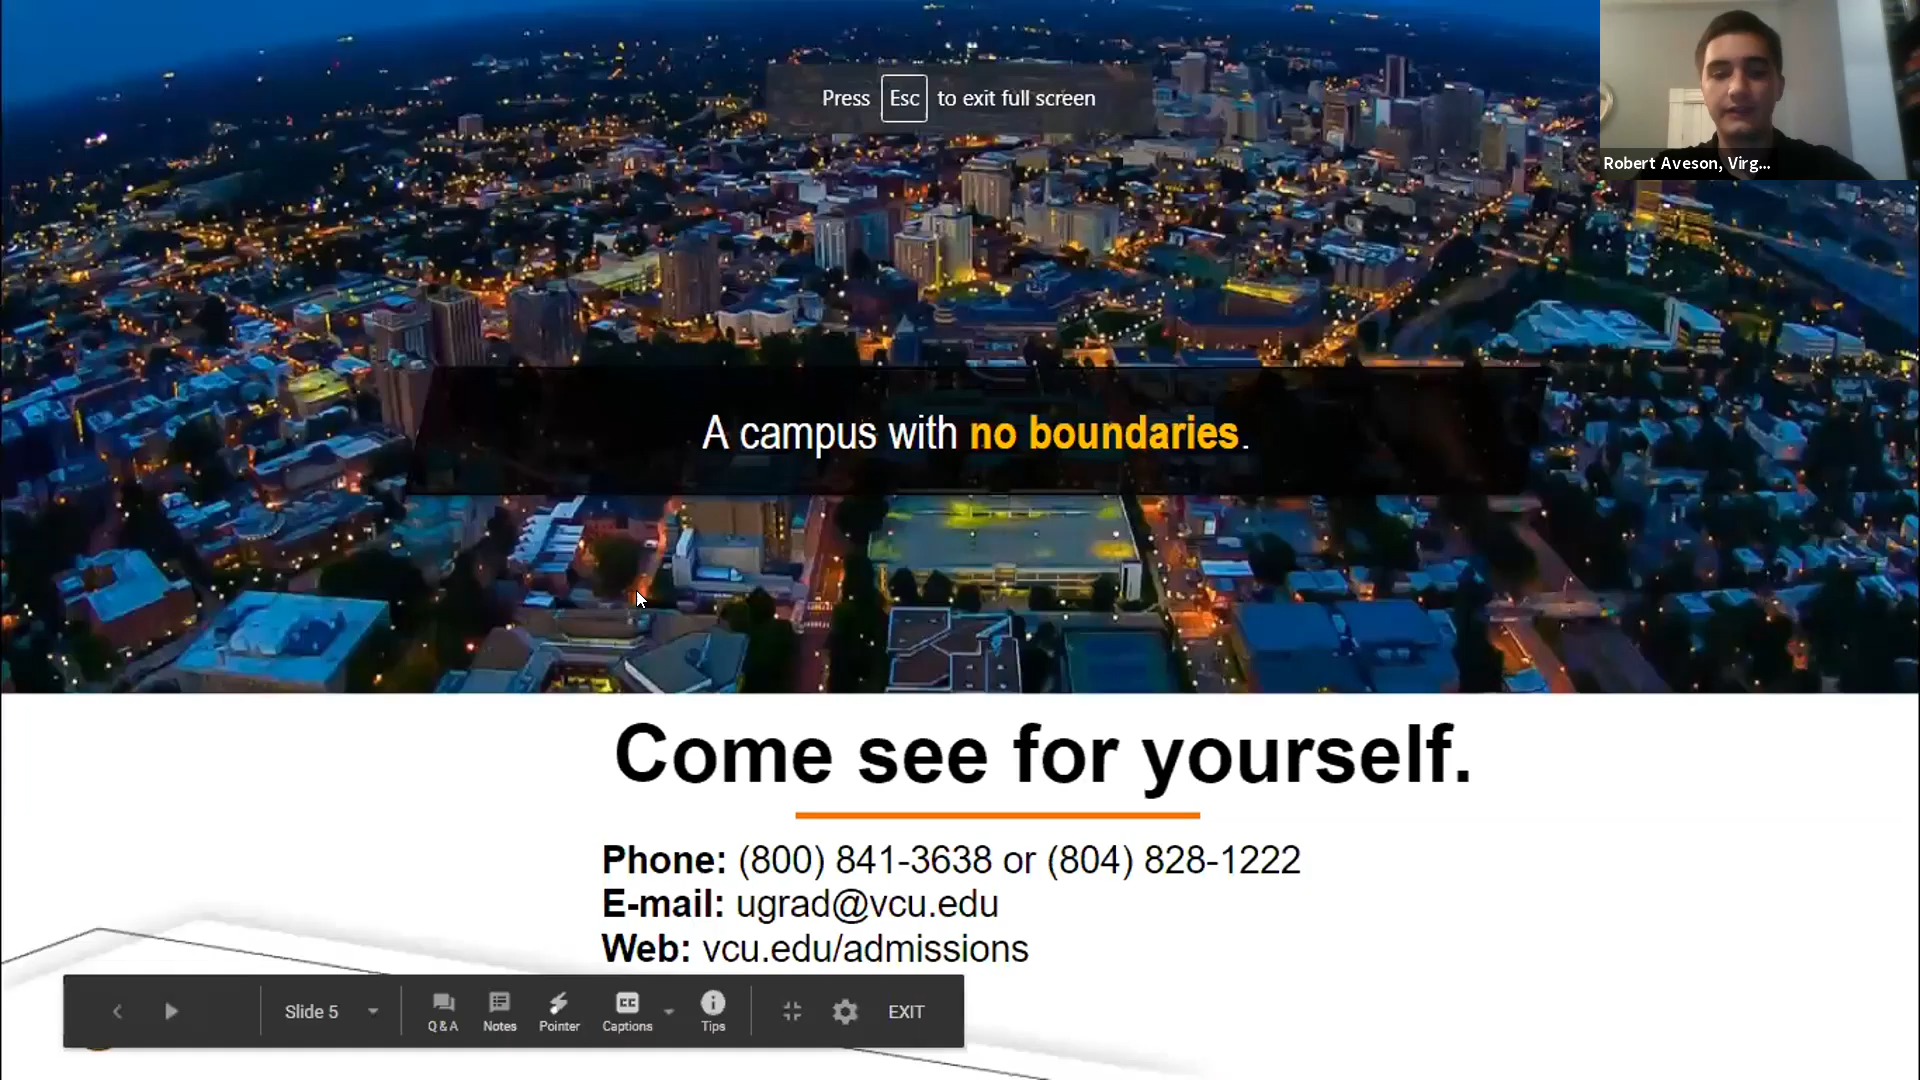 Press Esc to exit full screen
Robert Aveson, Virg...
A campus with no boundaries.
Come see for yourself.
Phone: (800) 841-3638 or (804) 828-1222
E-mail: ugrad@vcu.edu
Web: vcu.edu/admissions
Slide 5
Q & A
Notes
Pointer
CC
Captions
Tips
EXIT